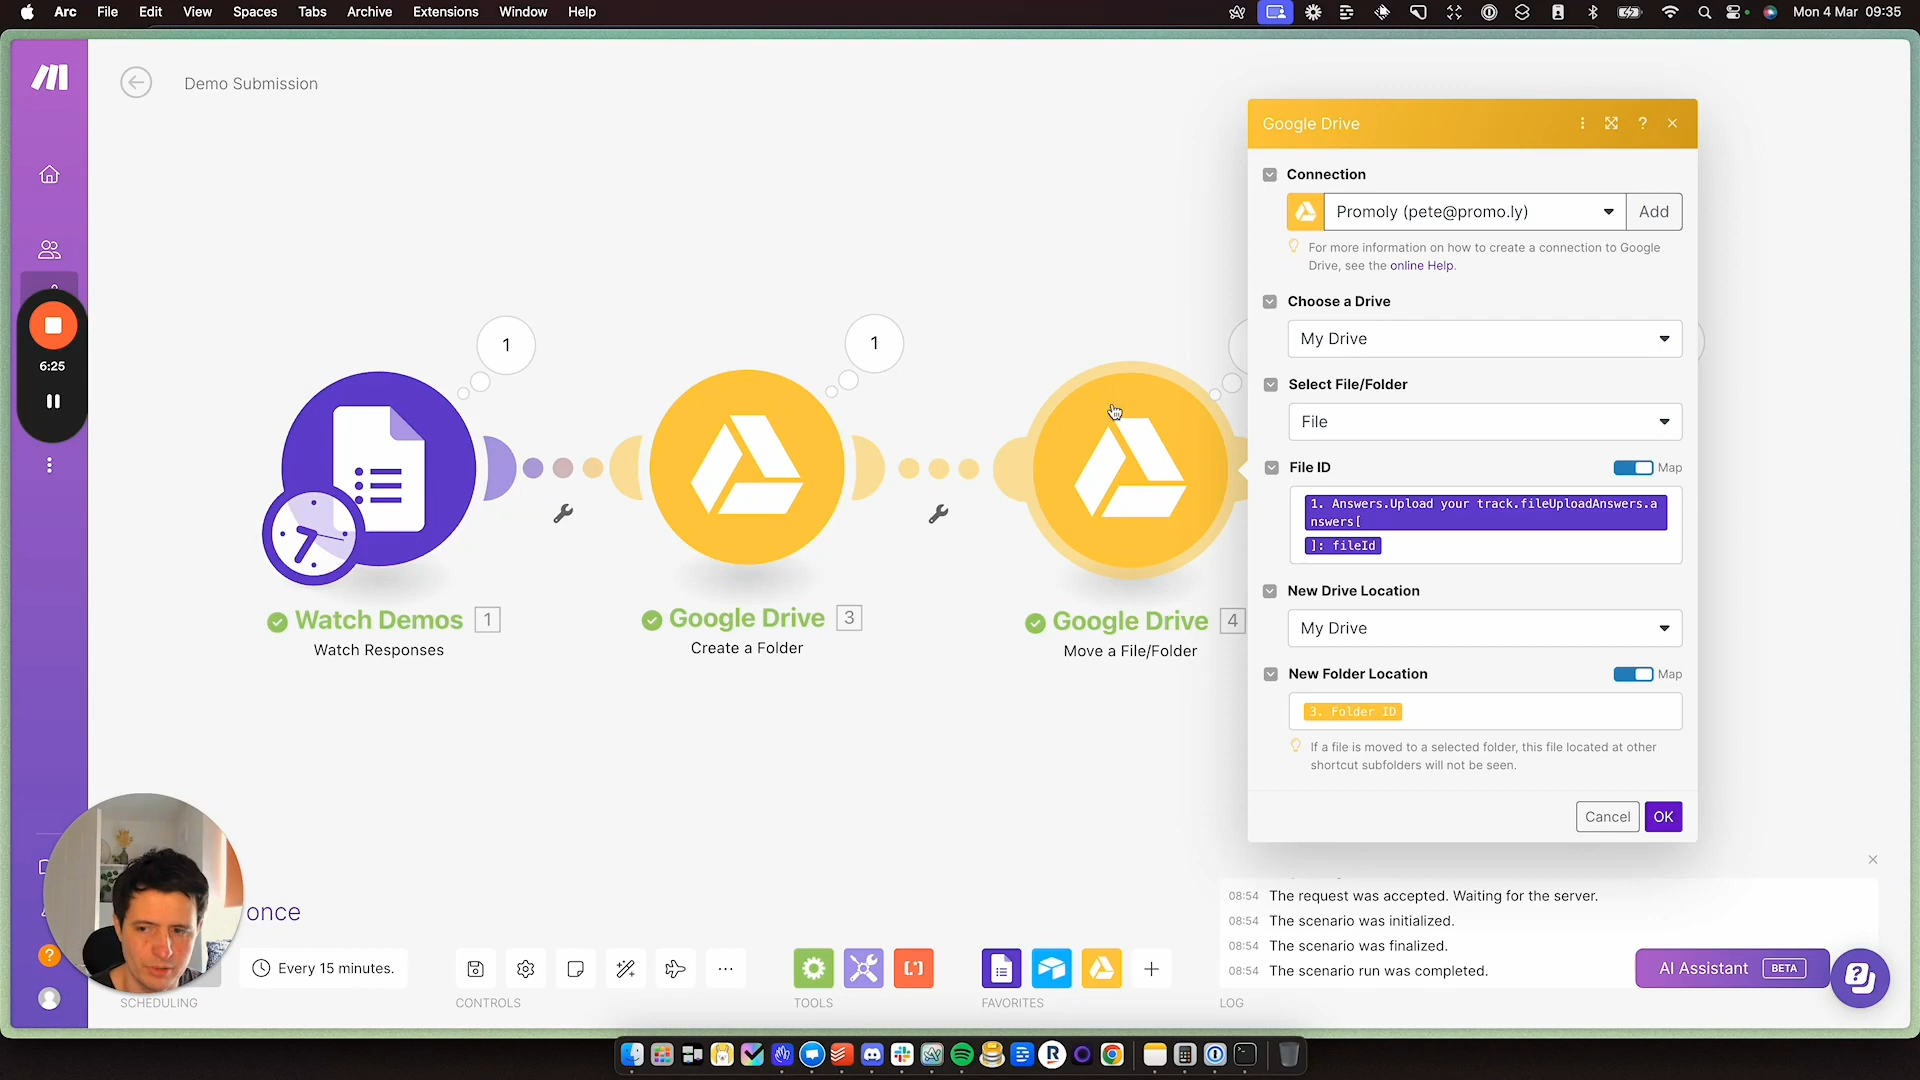 Arc File Edit View Spaces Tabs Archive Extensions Window Help Mon 4 Mar 09:35
Demo Submission
Google Drive
Connection
Promoly (pete@promo.ly) Add
For more information on how to create a connection to Google
Drive, see the online Help.
Choose a Drive
My Drive
Select File/Folder
File
File ID Map
1. Answers.Upload your track.fileUploadAnswers.a
nswers[
]: fileId
New Drive Location
My Drive
New Folder Location Map
3. Folder ID
If a file is moved to a selected folder, this file located at other
shortcut subfolders will not be seen.
Cancel OK
6:25
1
1
Watch Demos 1
Watch Responses
Google Drive 3
Create a Folder
Google Drive 4
Move a File/Folder
once
Every 15 minutes.
SCHEDULING
CONTROLS
TOOLS
FAVORITES
LOG
08:54 The request was accepted. Waiting for the server.
08:54 The scenario was initialized.
08:54 The scenario was finalized.
08:54 The scenario run was completed.
AI Assistant BETA